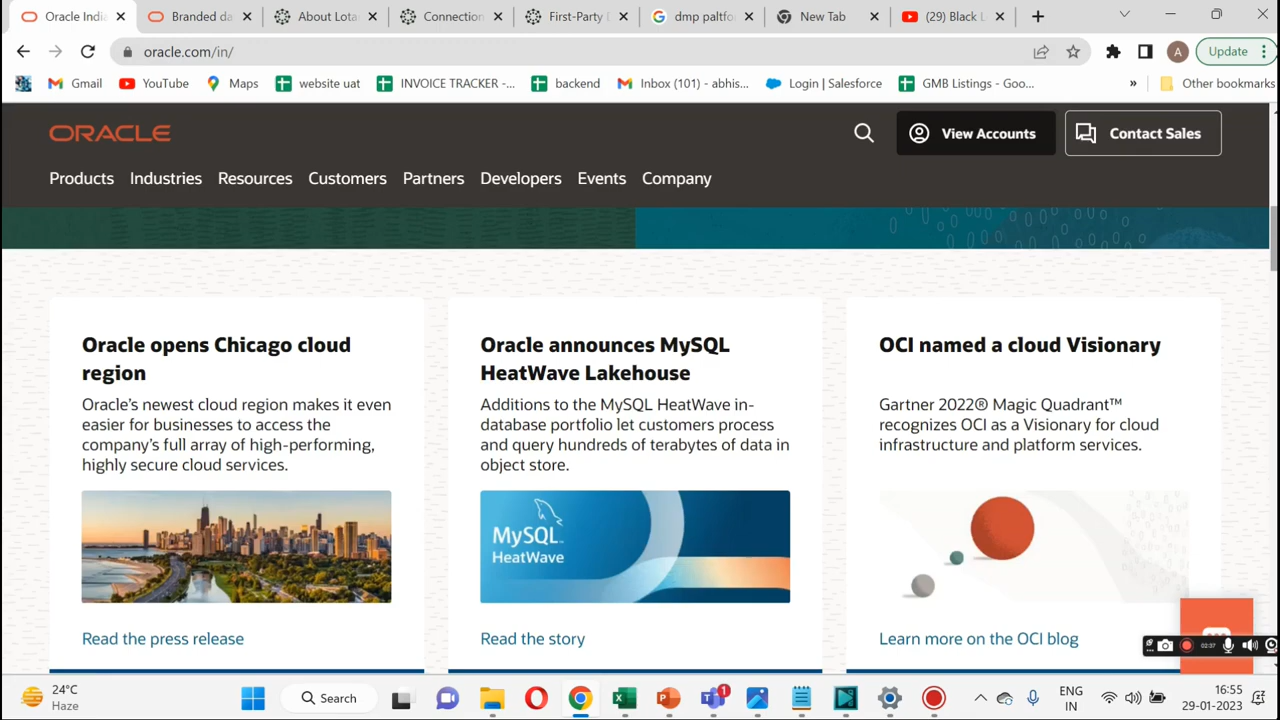 Oracle Indi
Branded da
About Lota
Connection
First-Party D
dmp paltfo
New Tab
(29) Black L
oracle.com/in/
A
Update
Gmail
YouTube
Maps
website uat
INVOICE TRACKER -...
backend
Inbox (101) - abhis...
Login | Salesforce
GMB Listings - Goo...
»
Other bookmarks
ORACLE
View Accounts
Contact Sales
Products
Industries
Resources
Customers
Partners
Developers
Events
Company
Oracle opens Chicago cloud
region
Oracle's newest cloud region makes it even
easier for businesses to access the
company's full array of high-performing,
highly secure cloud services.
Read the press release
Oracle announces MySQL
HeatWave Lakehouse
Additions to the MySQL HeatWave in-
database portfolio let customers process
and query hundreds of terabytes of data in
object store.
MySQL
HeatWave
Read the story
OCI named a cloud Visionary
Gartner 2022® Magic Quadrant™
recognizes OCI as a Visionary for cloud
infrastructure and platform services.
Learn more on the OCI blog
02:37
24°C
Haze
Search
1
ENG
IN
16:55
29-01-2023